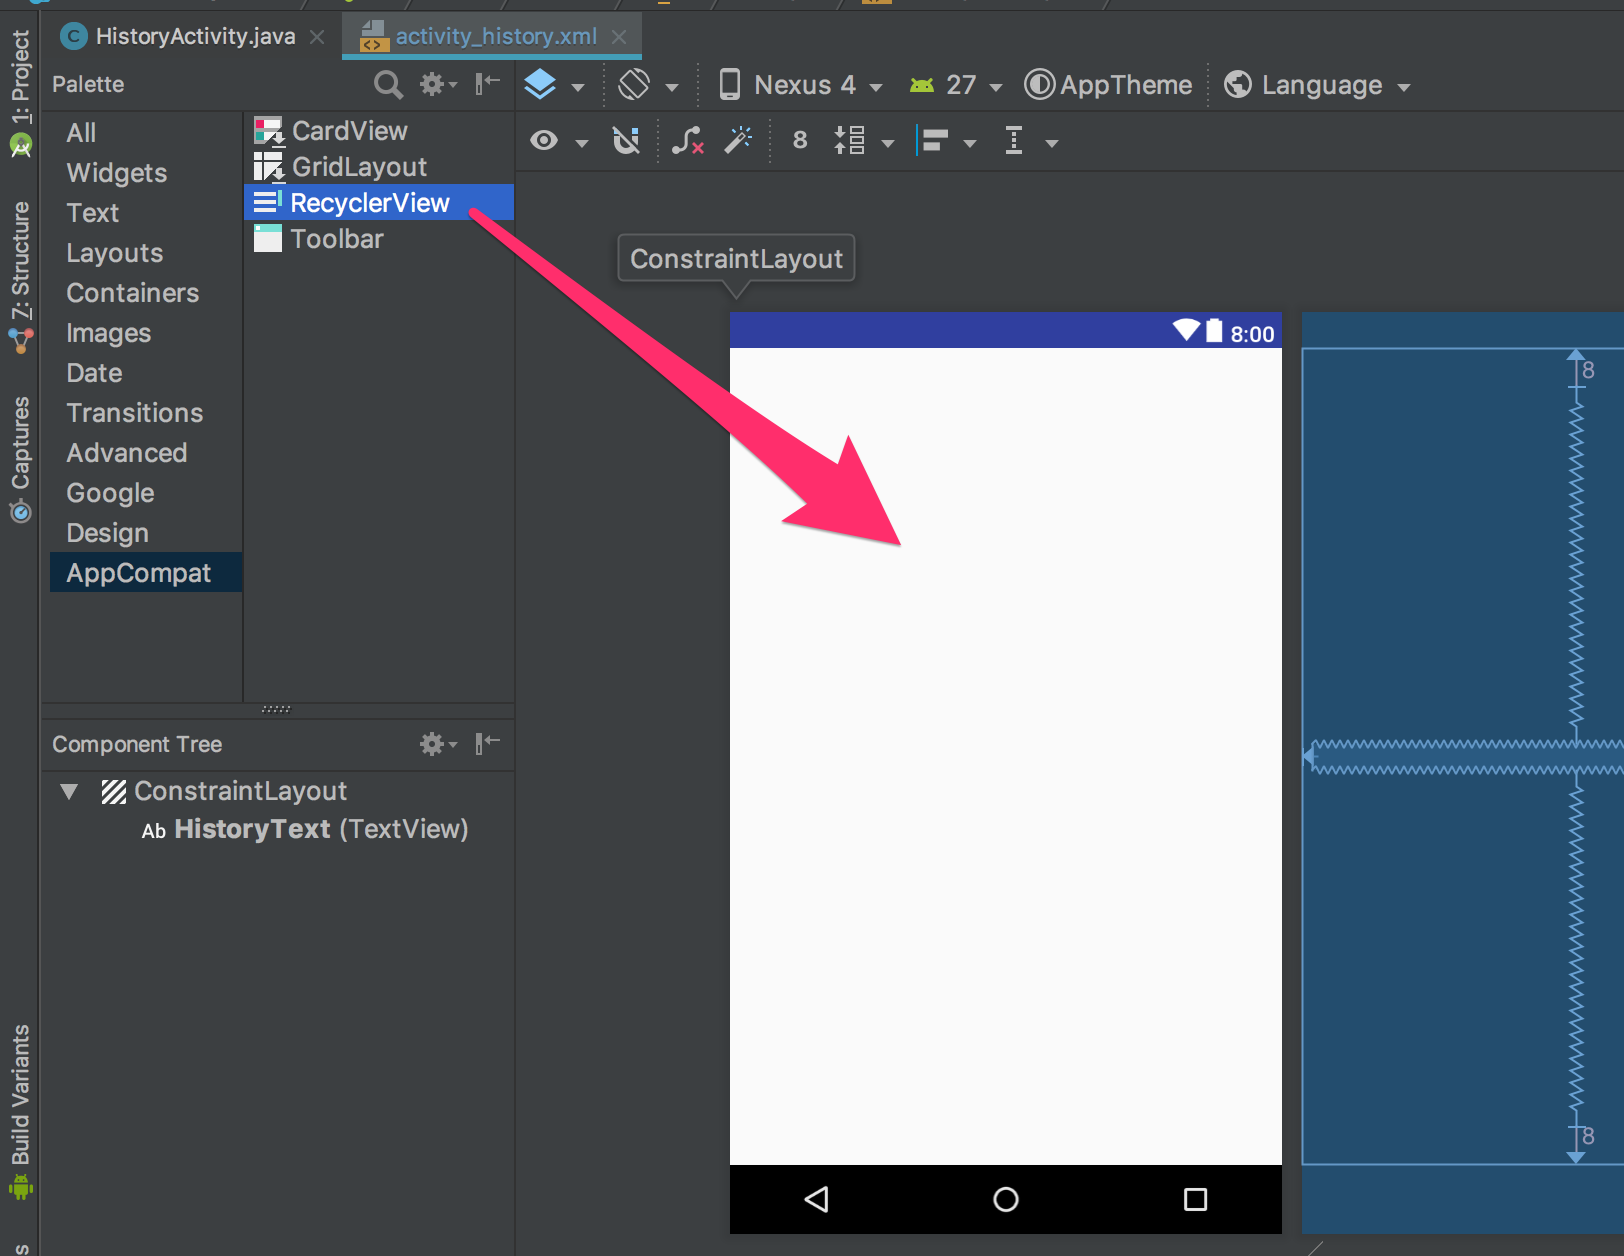 HistoryActivity.java
activity_history.xml
Palette
Nexus 4
27
AppTheme
Language
8
All
Widgets
Text
Layouts
Containers
Images
Date
Transitions
Advanced
Google
Design
AppCompat
CardView
GridLayout
RecyclerView
Toolbar
ConstraintLayout
8:00
8
8
Component Tree
ConstraintLayout
Ab HistoryText (TextView)
1: Project
7: Structure
Captures
Build Variants